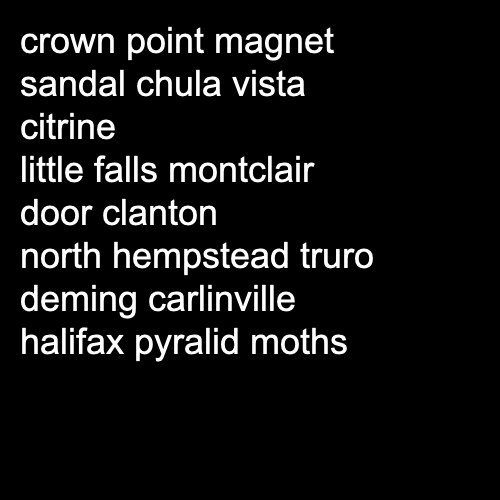 crown point magnet
sandal chula vista
citrine
little falls montclair
door clanton
north hempstead truro
deming carlinville
halifax pyralid moths